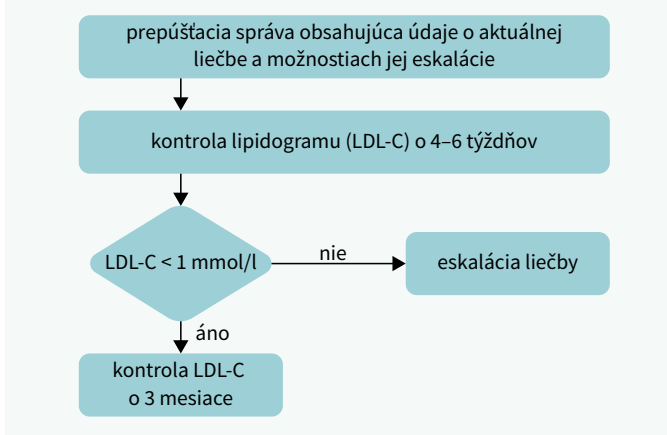 prepúšťacia správa obsahujúca údaje o aktuálnej
liečbe a možnostiach jej eskalácie
kontrola lipidogramu (LDL-C) o 4–6 týždňov
LDL-C < 1 mmol/l
nie
eskalácia liečby
áno
kontrola LDL-C
o 3 mesiace